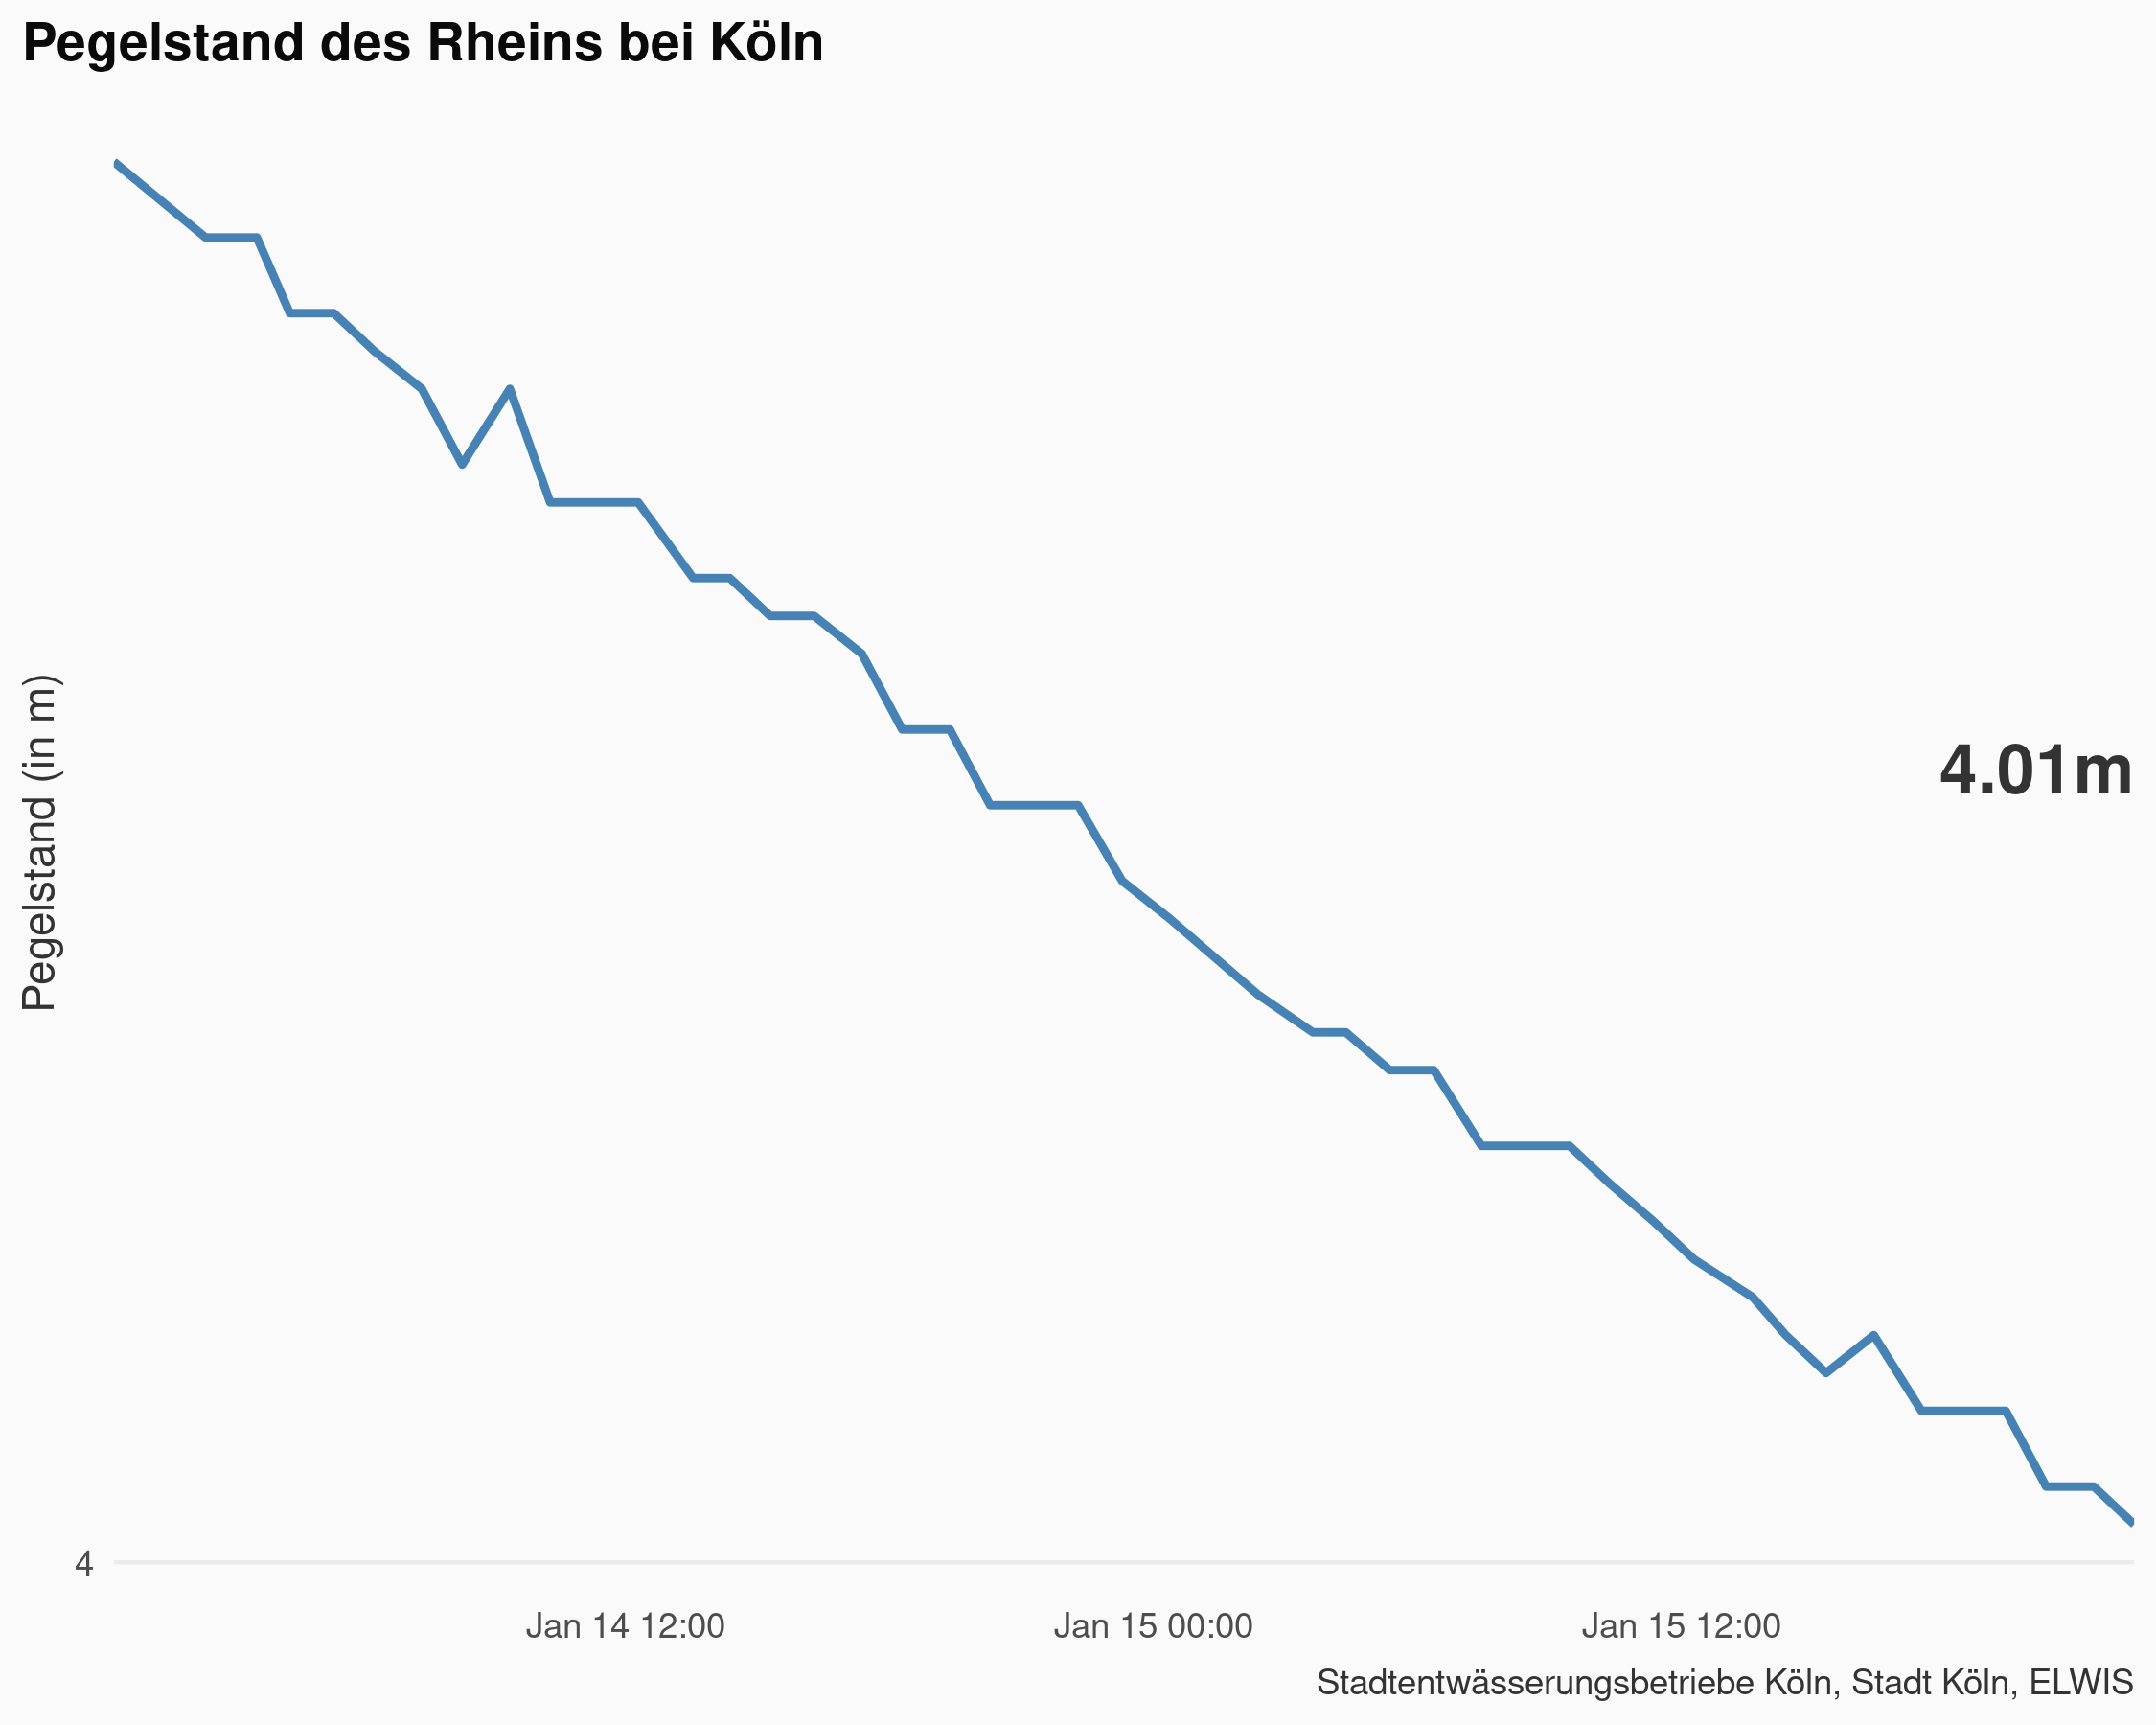 Pegelstand des Rheins bei Köln
Pegelstand (in m)
4.01m
4
Jan 14 12:00
Jan 15 00:00
Jan 15 12:00
Stadtentwässerungsbetriebe Köln, Stadt Köln, ELWIS